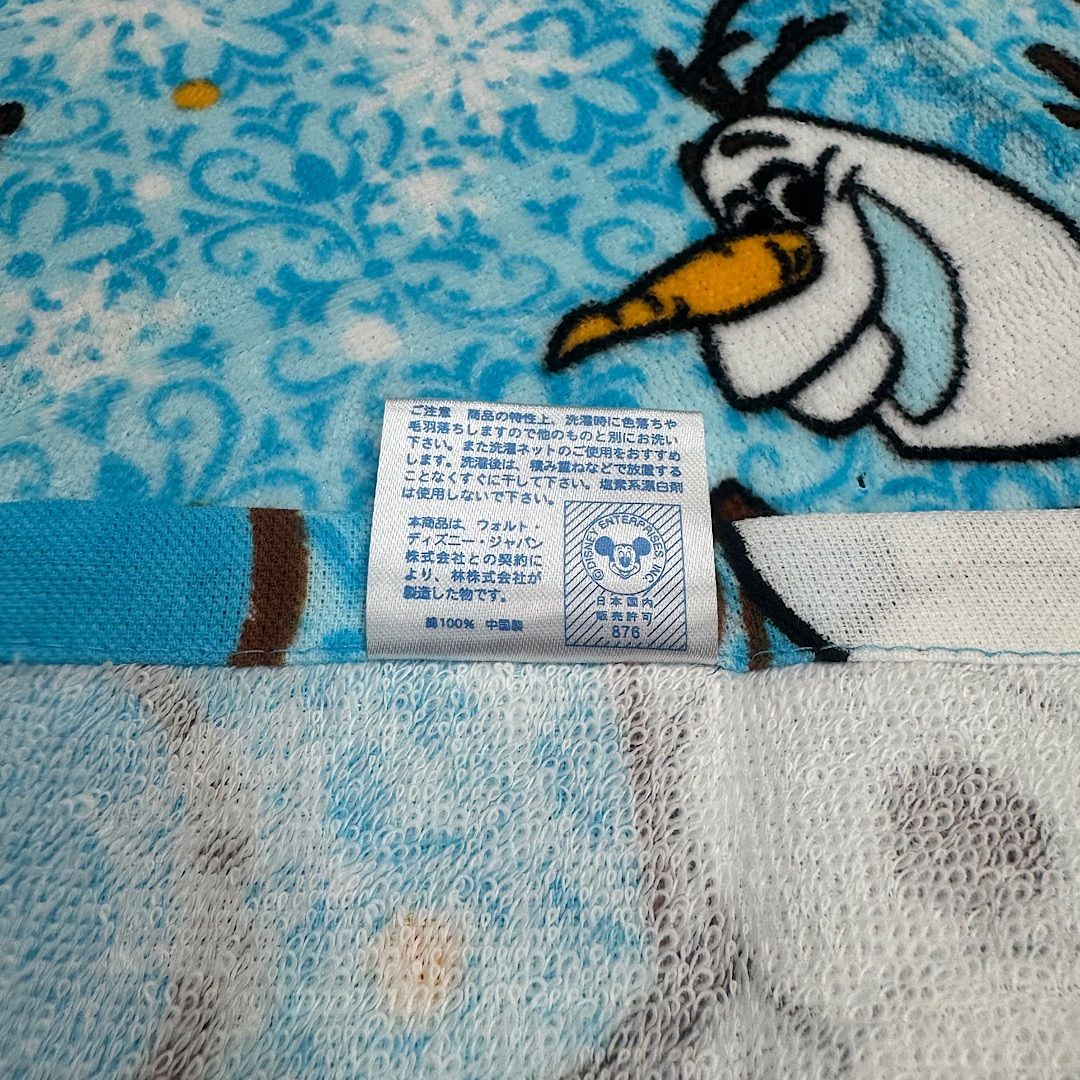 ご注意　商品の特性上、洗濯時に色落ちや
毛羽落ちしますので他のものと別にお洗い
下さい。また洗濯ネットのご使用をおすすめ
します。洗濯後は、積み重ねなどで放置する
ことなくすぐに干して下さい。塩素系漂白剤
は使用しないで下さい。
本商品は、ウォルト・
ディズニー・ジャパン
株式会社との契約に
より、林株式会社が
製造した物です。
綿100%　中国製
©DISNEY ENTERPRISES, INC.
日本国内
販売許可
876